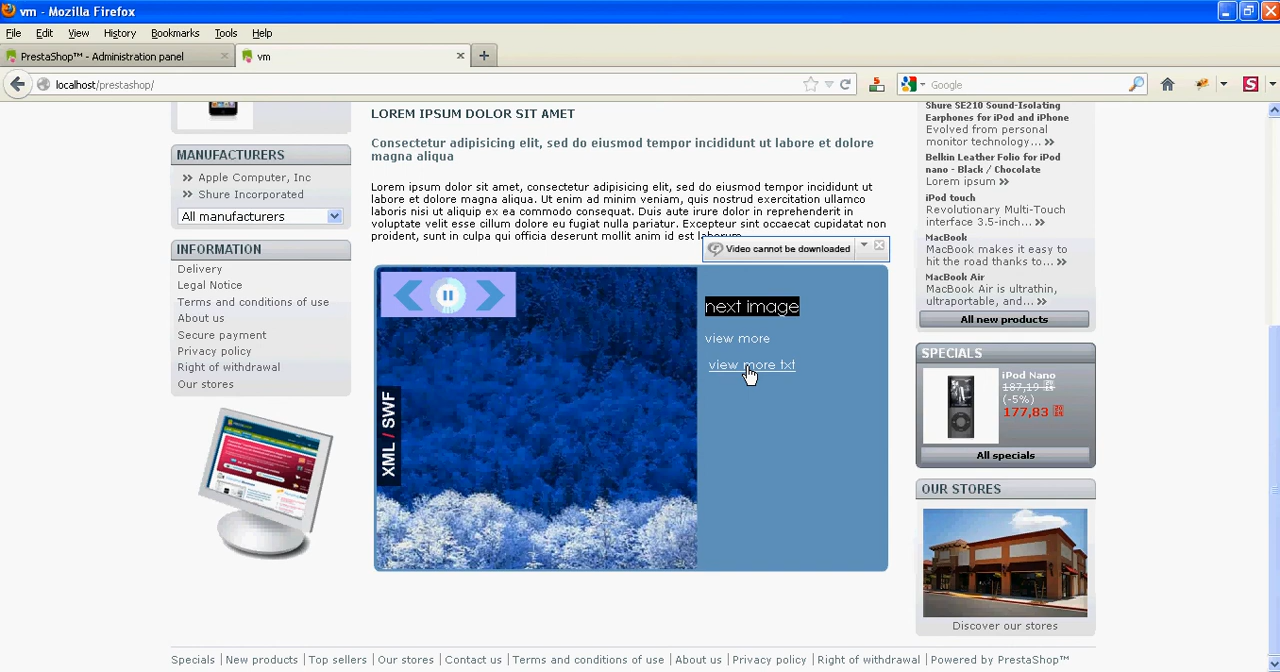 vm - Mozilla Firefox
File Edit View History Bookmarks Tools Help
PrestaShop™ - Administration panel
vm
localhost/prestashop/
Google
MANUFACTURERS
Apple Computer, Inc
Shure Incorporated
All manufacturers
INFORMATION
Delivery
Legal Notice
Terms and conditions of use
About us
Secure payment
Privacy policy
Right of withdrawal
Our stores
LOREM IPSUM DOLOR SIT AMET
Consectetur adipisicing elit, sed do eiusmod tempor incididunt ut labore et dolore
magna aliqua
Lorem ipsum dolor sit amet, consectetur adipisicing elit, sed do eiusmod tempor incididunt ut
labore et dolore magna aliqua. Ut enim ad minim veniam, quis nostrud exercitation ullamco
laboris nisi ut aliquip ex ea commodo consequat. Duis aute irure dolor in reprehenderit in
voluptate velit esse cillum dolore eu fugiat nulla pariatur. Excepteur sint occaecat cupidatat non
proident, sunt in culpa qui officia deserunt mollit anim id est laborum.
Video cannot be downloaded
XML / SWF
next image
view more
view more txt
Shure SE210 Sound-Isolating
Earphones for iPod and iPhone
Evolved from personal
monitor technology...
Belkin Leather Folio for iPod
nano - Black / Chocolate
Lorem ipsum
iPod touch
Revolutionary Multi-Touch
interface 3.5-inch...
MacBook
MacBook makes it easy to
hit the road thanks to...
MacBook Air
MacBook Air is ultrathin,
ultraportable, and...
All new products
SPECIALS
iPod Nano
187,19
(-5%)
177,83
All specials
OUR STORES
Discover our stores
Specials | New products | Top sellers | Our stores | Contact us | Terms and conditions of use | About us | Privacy policy | Right of withdrawal | Powered by PrestaShop™